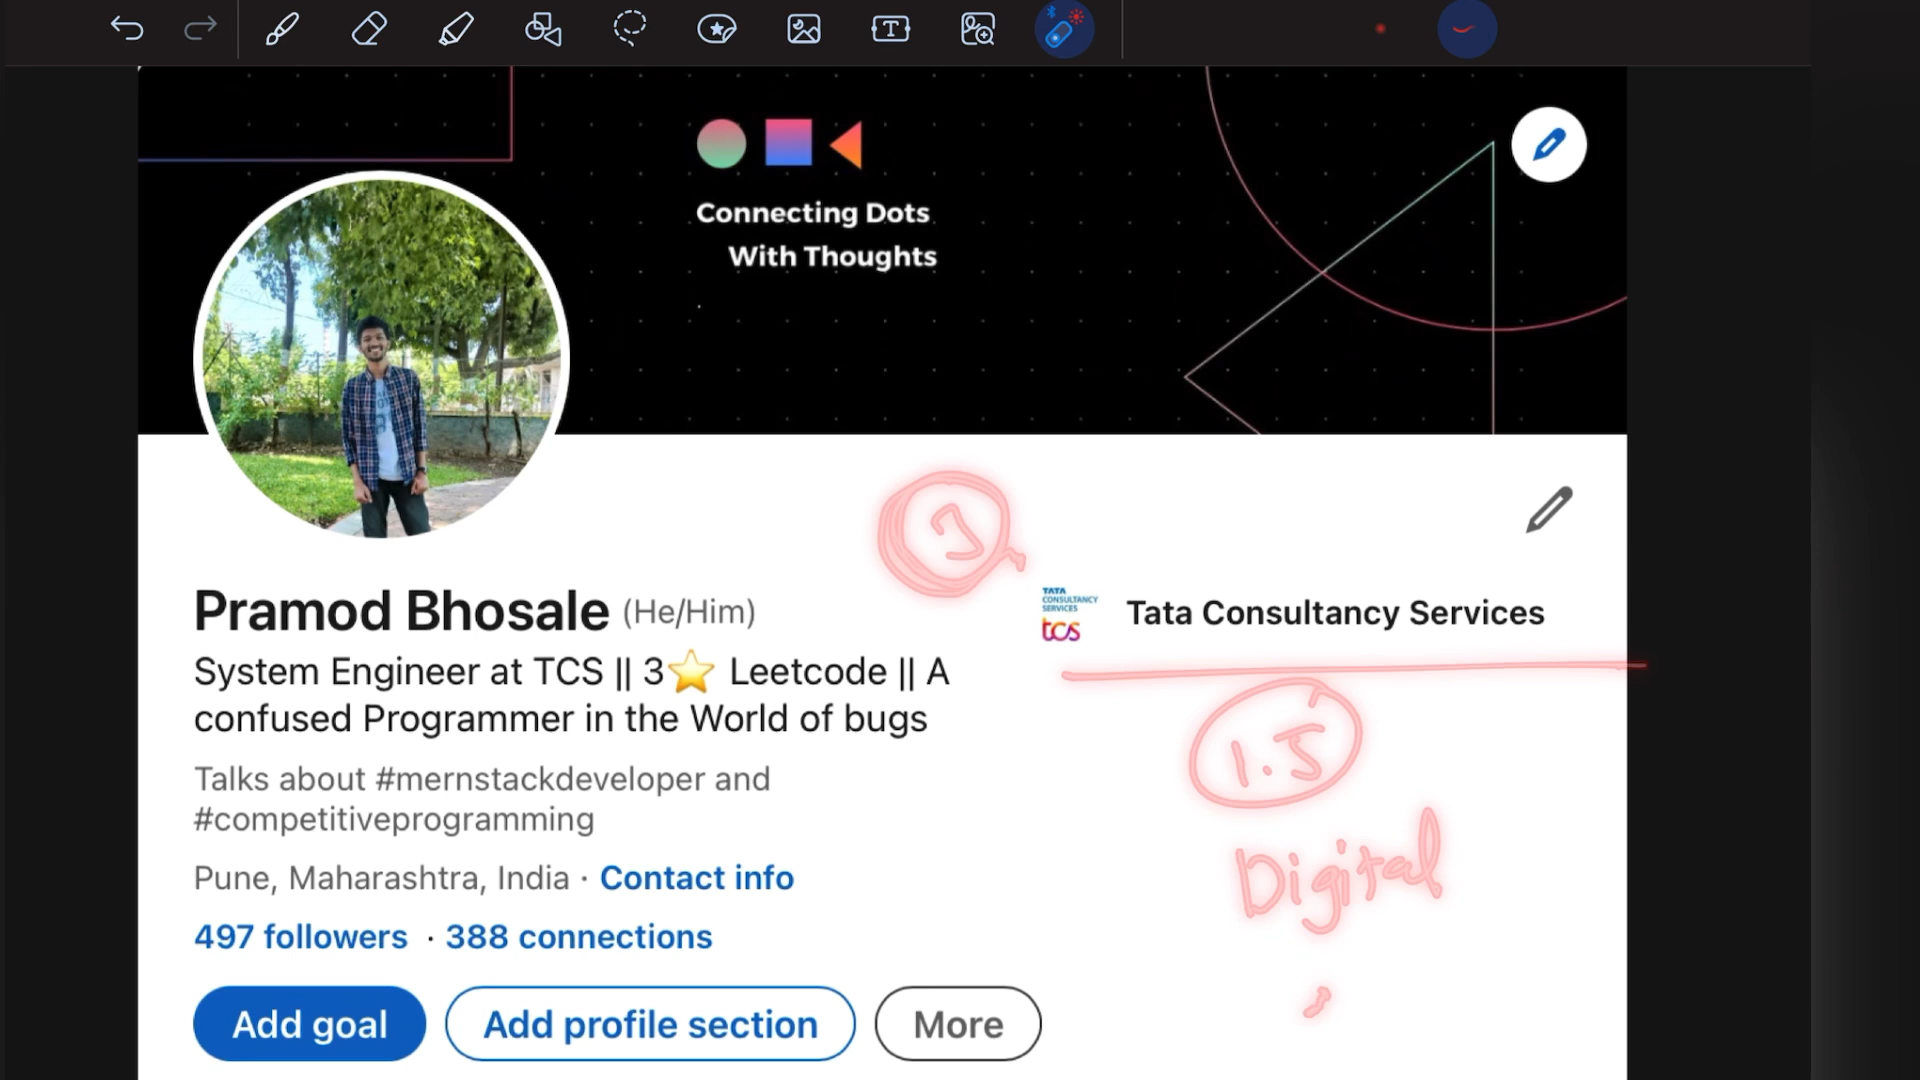 Connecting Dots
With Thoughts
Pramod Bhosale (He/Him)
TATA
CONSULTANCY
SERVICES
tcs
Tata Consultancy Services
System Engineer at TCS || 3⭐ Leetcode || A
confused Programmer in the World of bugs
1.5
Talks about #mernstackdeveloper and
#competitiveprogramming
Digital
Pune, Maharashtra, India · Contact info
497 followers · 388 connections
Add goal
Add profile section
More